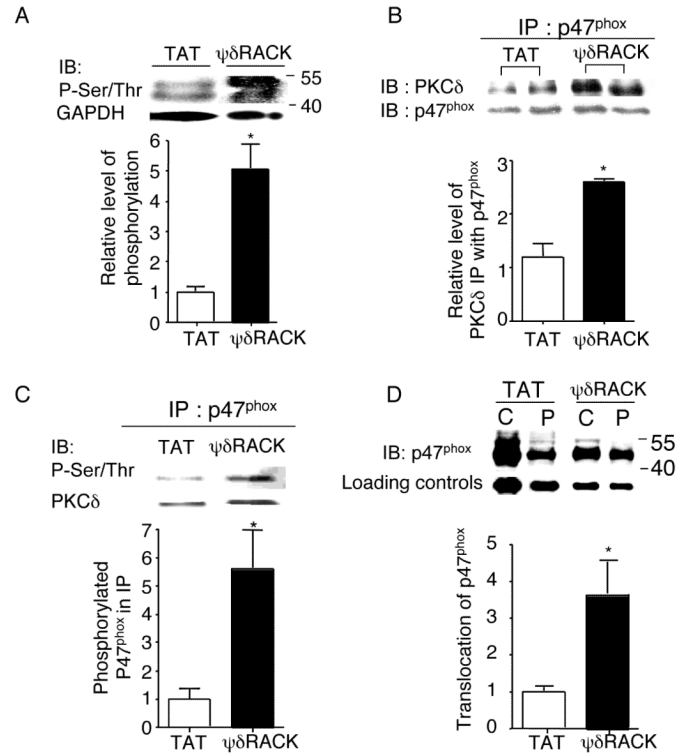 A
TAT ψδRACK
IB:
P-Ser/Thr
55
40
GAPDH
*
Relative level of
phosphorylation
6
5
4
3
2
1
0
TAT ψδRACK
B
IP : p47phox
TAT ψδRACK
IB : PKCδ
IB : p47phox
*
Relative level of
PKCδ IP with p47phox
3
2
1
0
TAT ψδRACK
C
IP : p47phox
IB:
TAT ψδRACK
P-Ser/Thr
PKCδ
*
Phosphorylated
P47phox in IP
7
6
5
4
3
2
1
0
TAT ψδRACK
D
TAT ψδRACK
C P C P
IB: p47phox
55
40
Loading controls
*
Translocation of p47phox
5
4
3
2
1
0
TAT ψδRACK